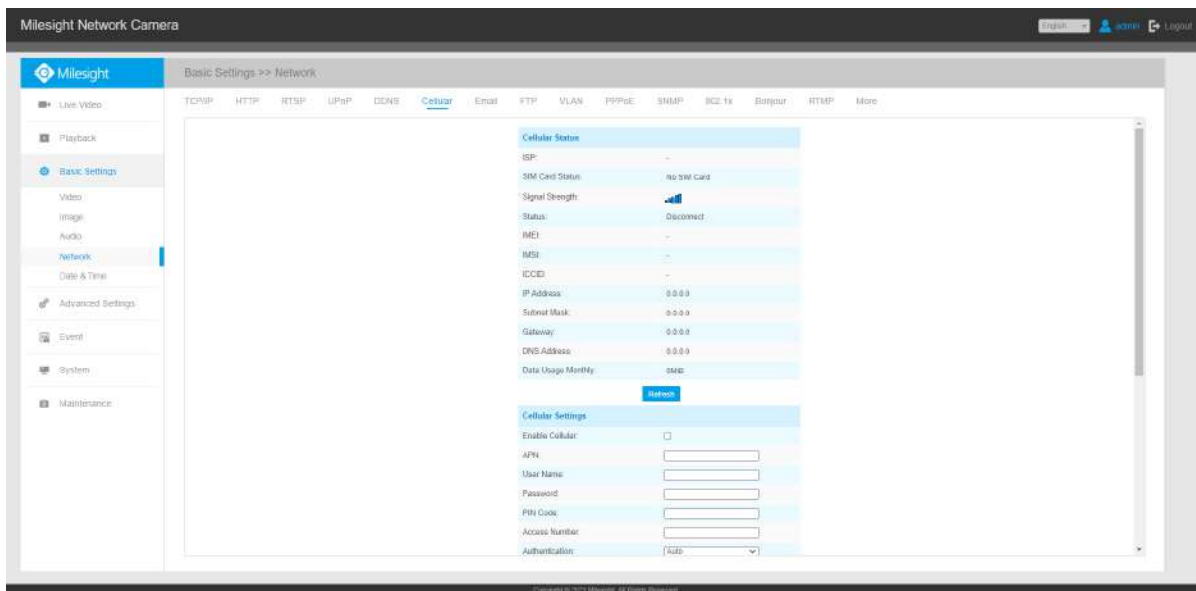 Milesight Network Camera
English
admin
Logout
Milesight
Basic Settings >> Network
Live Video
Playback
Basic Settings
Video
Image
Audio
Network
Date & Time
Advanced Settings
Event
System
Maintenance
TCP/IP HTTP RTSP UPnP DDNS Celluar Email FTP VLAN PPPoE SNMP 802.1x Bonjour RTMP More
Cellular Status
ISP: -
SIM Card Status: No SIM Card
Signal Strength:
Status: Disconnect
IMEI: -
IMSI: -
ICCID: -
IP Address: 0.0.0.0
Subnet Mask: 0.0.0.0
Gateway: 0.0.0.0
DNS Address: 0.0.0.0
Data Usage Monthly: 0MB
Refresh
Cellular Settings
Enable Cellular:
APN:
User Name:
Password:
PIN Code:
Access Number:
Authentication: Auto